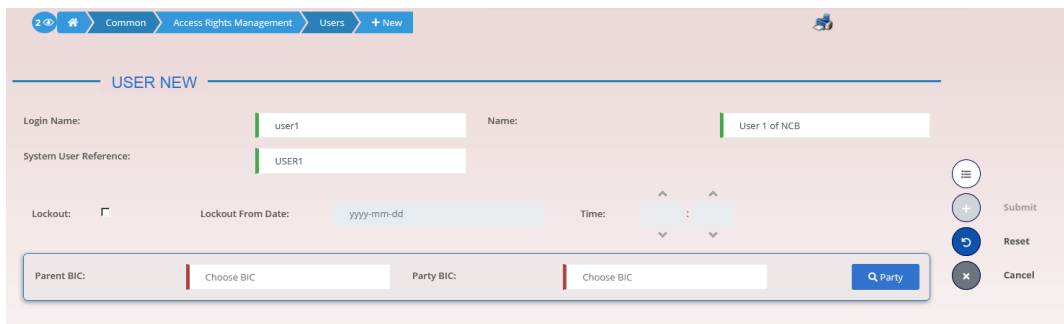 2 Common Access Rights Management Users + New
USER NEW
Login Name: user1 Name: User 1 of NCB
System User Reference: USER1
Lockout: Lockout From Date: yyyy-mm-dd Time: :
Submit
Reset
Parent BIC: Choose BIC Party BIC: Choose BIC Party
Cancel